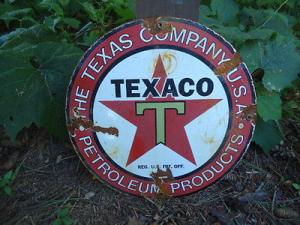 THE TEXAS COMPANY U.S.A.
TEXACO
T
REG. U.S. PAT. OFF.
PETROLEUM PRODUCTS